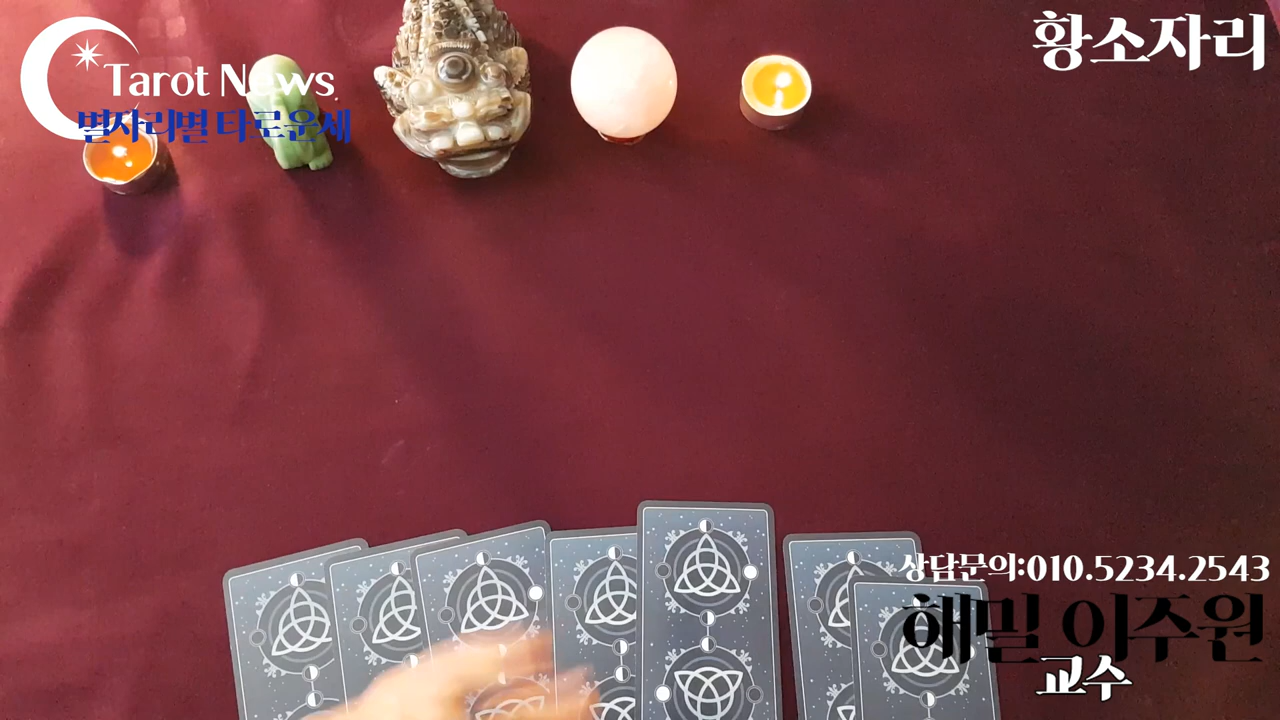 Tarot News.
별자리별 타로운세
황소자리
상담문의:010.5234.2543
해밀 이주원
교수